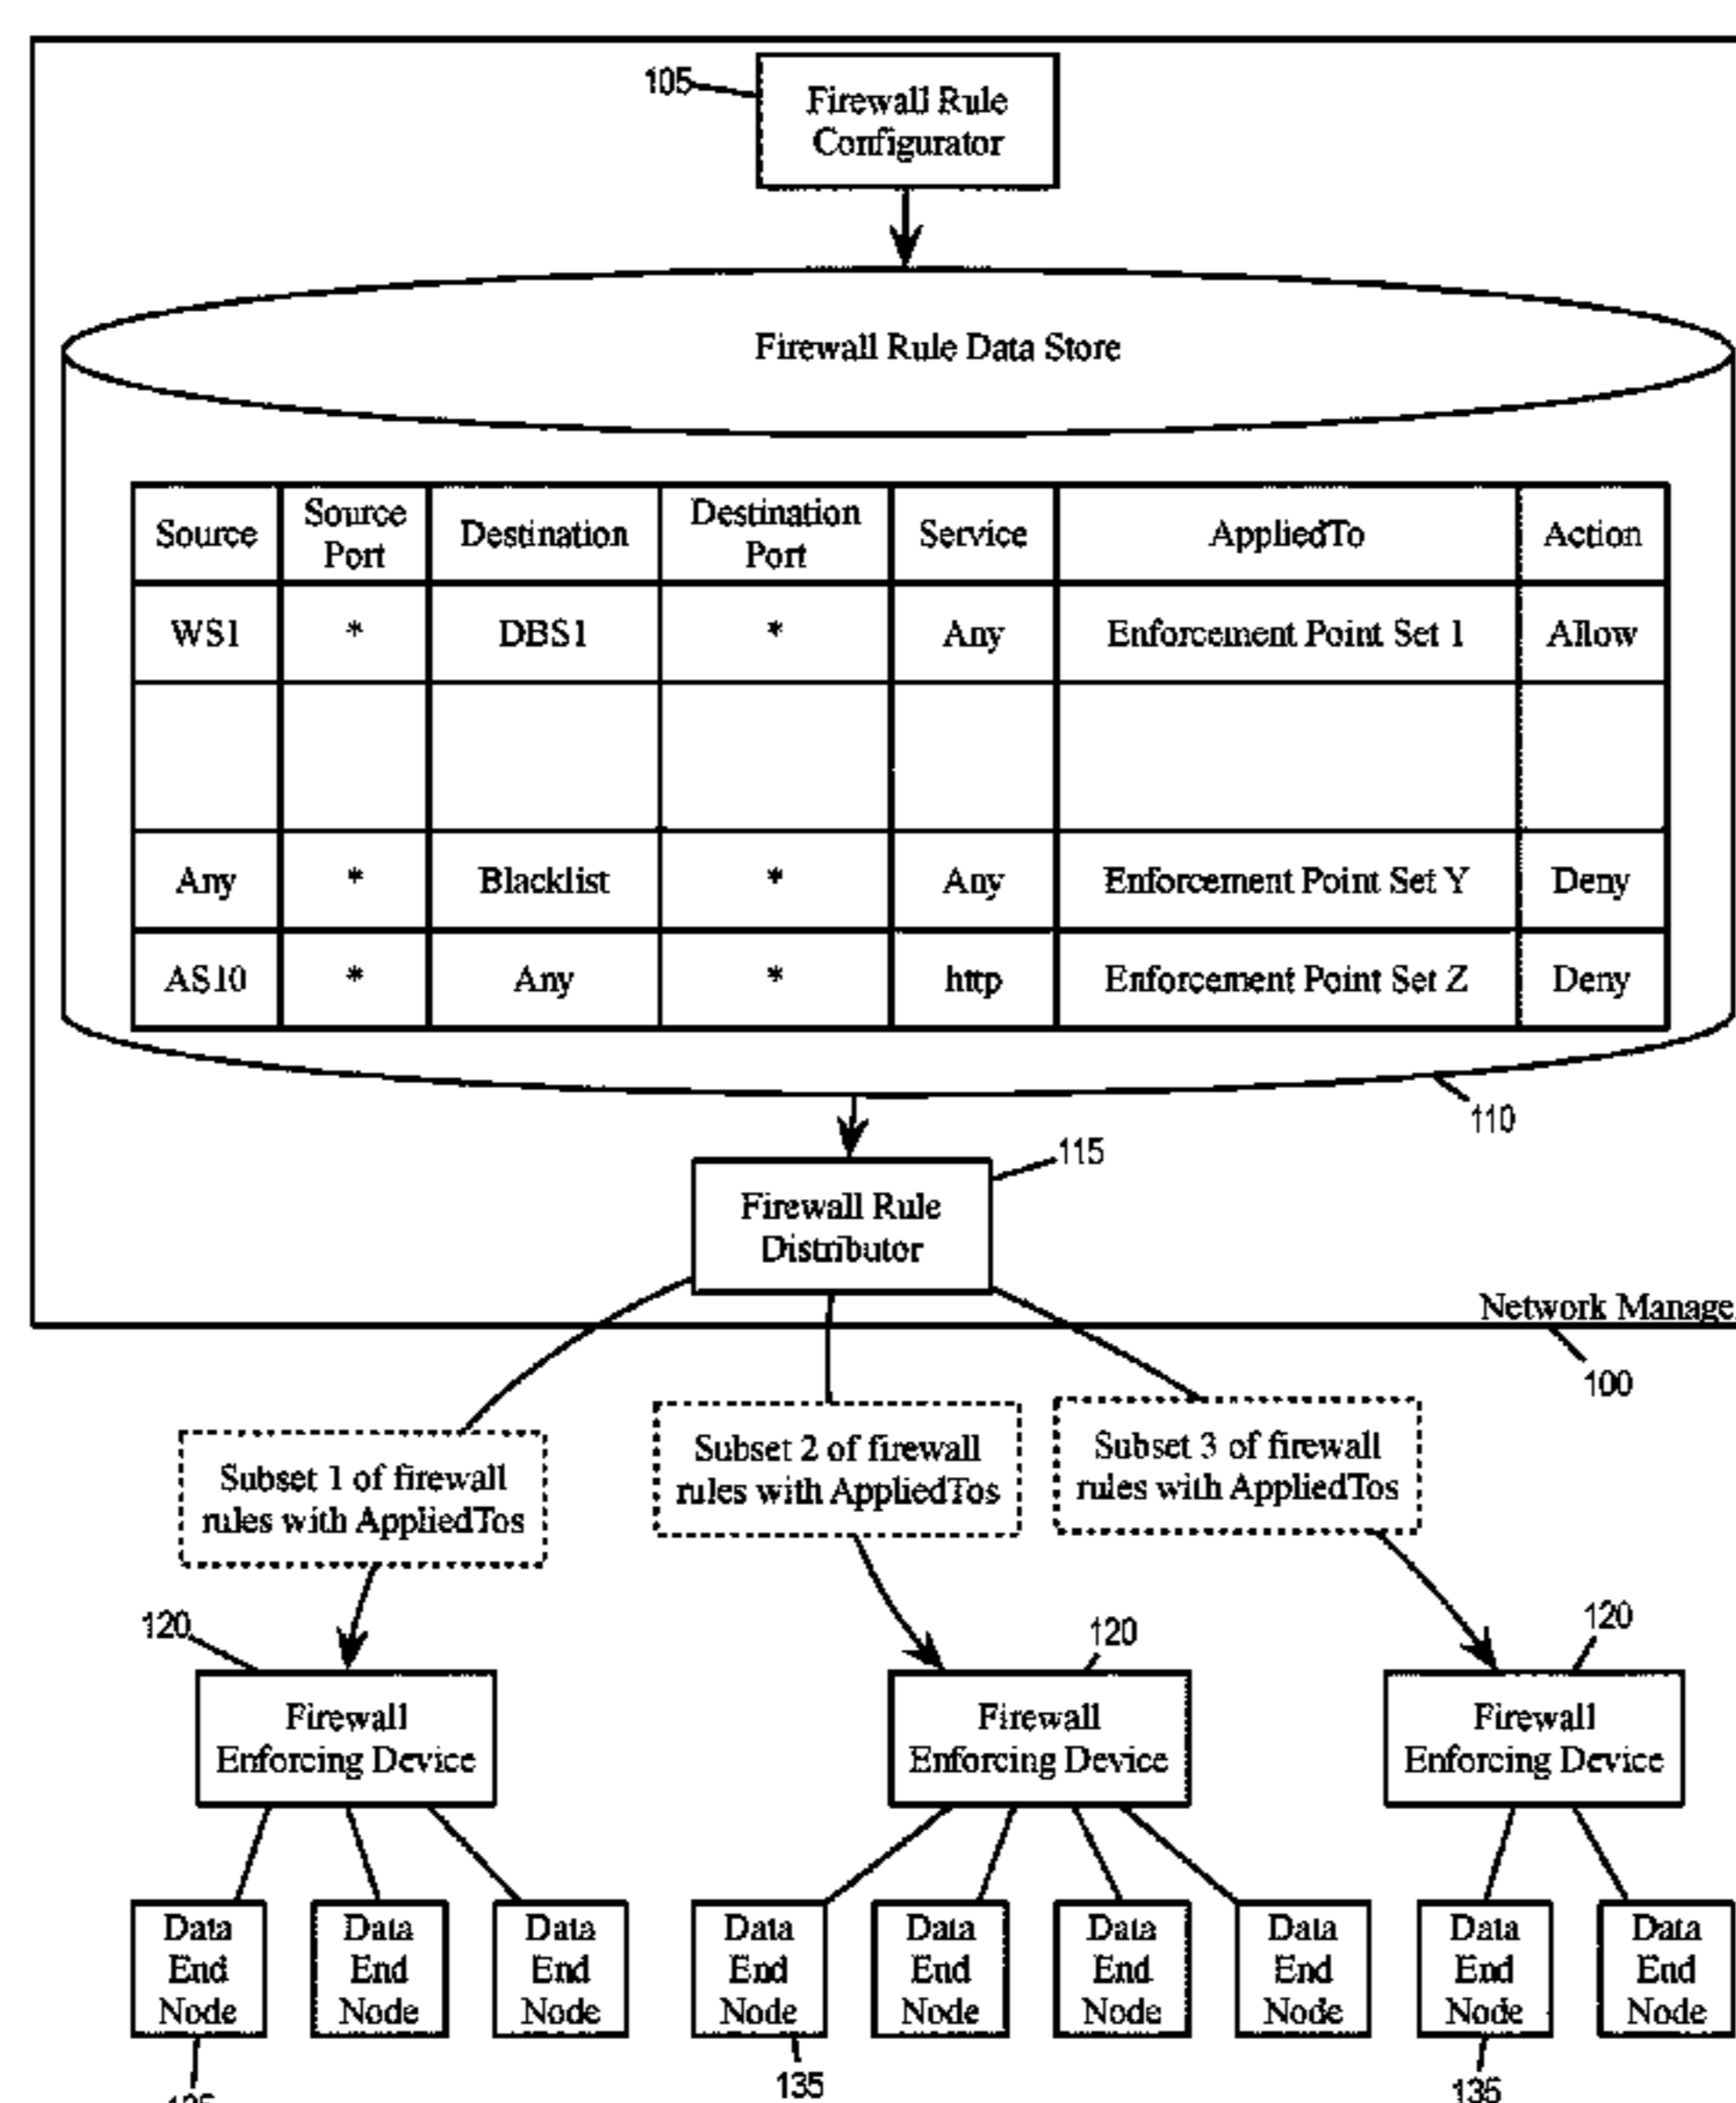 105
Firewall Rule
Configurator
Firewall Rule Data Store
Source
Source
Port
Destination
Destination
Port
Service
AppliedTo
Action
WS1
*
DBS1
*
Any
Enforcement Point Set 1
Allow
Any
*
Blacklist
*
Any
Enforcement Point Set Y
Deny
AS10
*
Any
*
http
Enforcement Point Set Z
Deny
110
115
Firewall Rule
Distributor
Network Manage
100
Subset 1 of firewall
rules with AppliedTos
Subset 2 of firewall
rules with AppliedTos
Subset 3 of firewall
rules with AppliedTos
120
120
120
Firewall
Enforcing Device
Firewall
Enforcing Device
Firewall
Enforcing Device
Data
End
Node
Data
End
Node
Data
End
Node
Data
End
Node
Data
End
Node
Data
End
Node
Data
End
Node
Data
End
Node
Data
End
Node
135
135